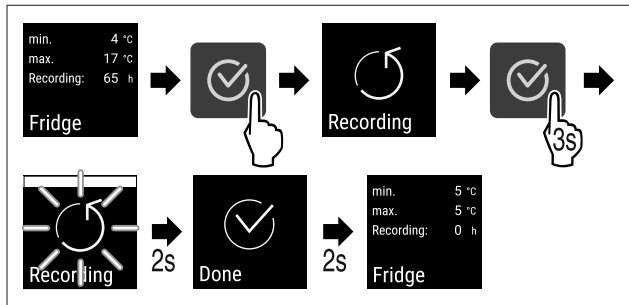 min. 4 °C
max. 17 °C
Recording: 65 h
Fridge
Recording
3s
Recording
2s
Done
2s
min. 5 °C
max. 5 °C
Recording: 0 h
Fridge